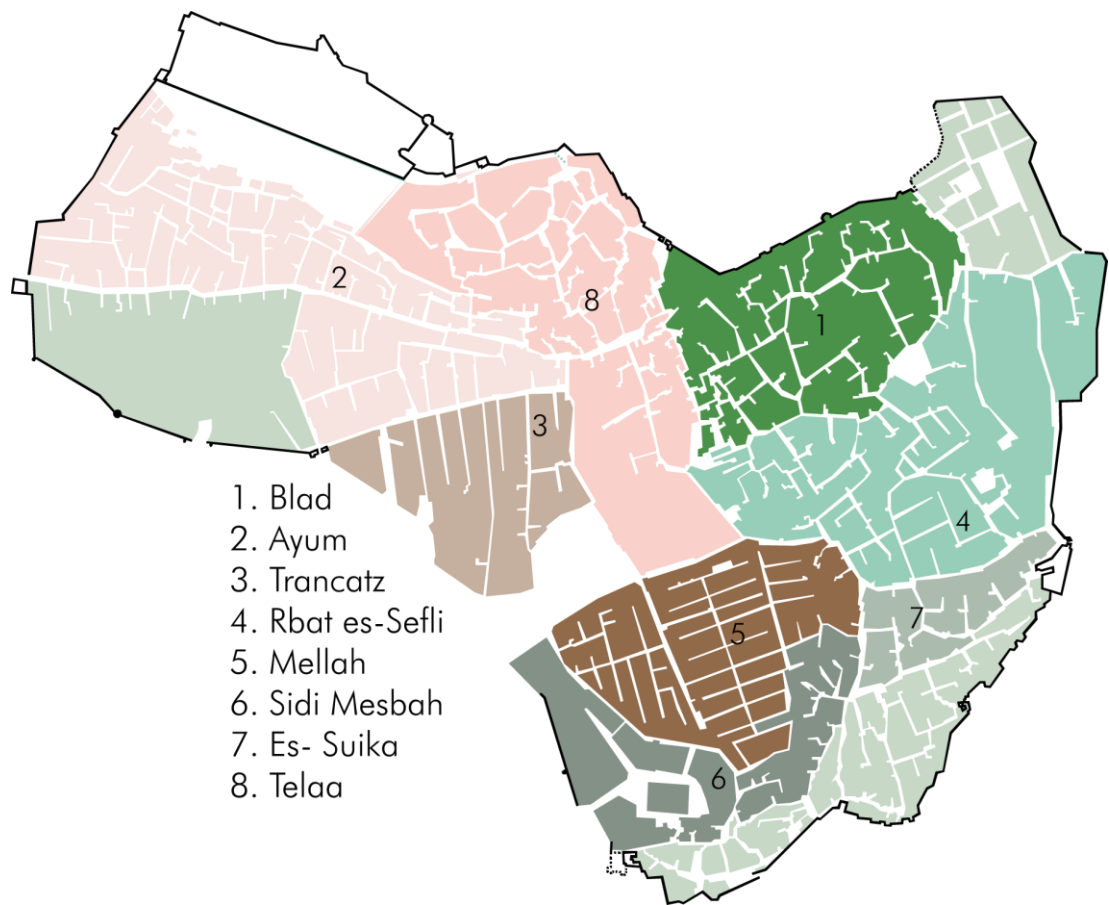 2
8
1
3
4
7
5
6
1. Blad
2. Ayum
3. Trancatz
4. Rbat es-Sefli
5. Mellah
6. Sidi Mesbah
7. Es- Suika
8. Telaa